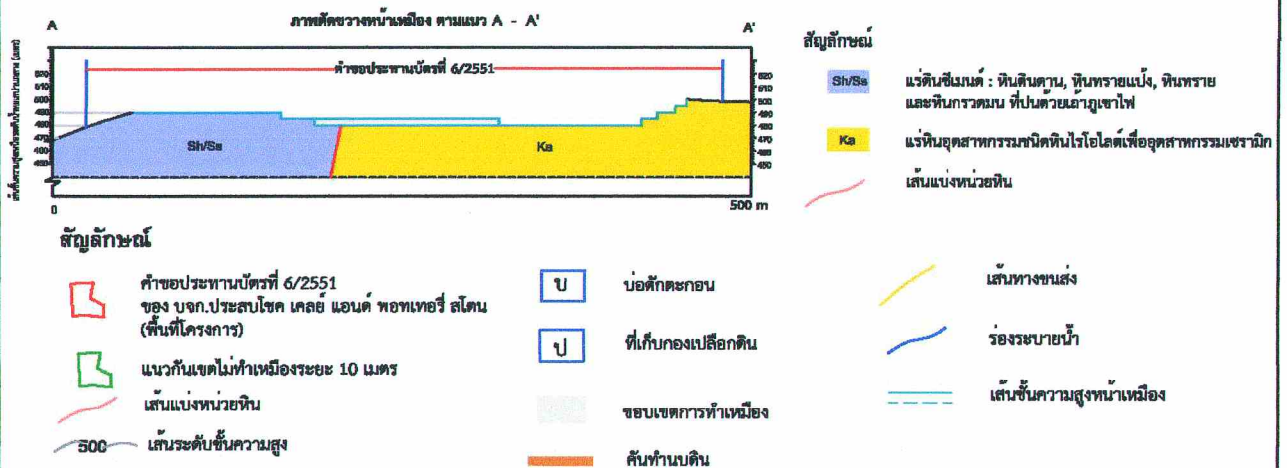 ภาพตัดขวางหน้าเหมือง ตามแนว A - A'
A
A'
คำขอประทานบัตรที่ 6/2551
520
510
500
490
480
470
460
450
520
510
500
490
480
470
460
450
Sh/Ss
Ka
0
500 m
สัญลักษณ์
Sh/Ss
แร่ดินซีเมนต์ : หินดินดาน, หินทรายแป้ง, หินทราย
และหินกรวดมน ที่ปนด้วยเถ้าภูเขาไฟ
Ka
แร่หินอุตสาหกรรมชนิดหินไรโอไลต์เพื่ออุตสาหกรรมเซรามิก
เส้นแบ่งหน่วยหิน
สัญลักษณ์
คำขอประทานบัตรที่ 6/2551
ของ บจก.ประสบโชค เคลย์ แอนด์ พอทเทอรี่ สโตน
(พื้นที่โครงการ)
แนวกันเขตไม่ทำเหมืองระยะ 10 เมตร
เส้นแบ่งหน่วยหิน
500 เส้นระดับชั้นความสูง
บ บ่อดักตะกอน
ป ที่เก็บกองเปลือกดิน
ขอบเขตการทำเหมือง
คันทำนบดิน
เส้นทางขนส่ง
ร่องระบายน้ำ
เส้นชั้นความสูงหน้าเหมือง